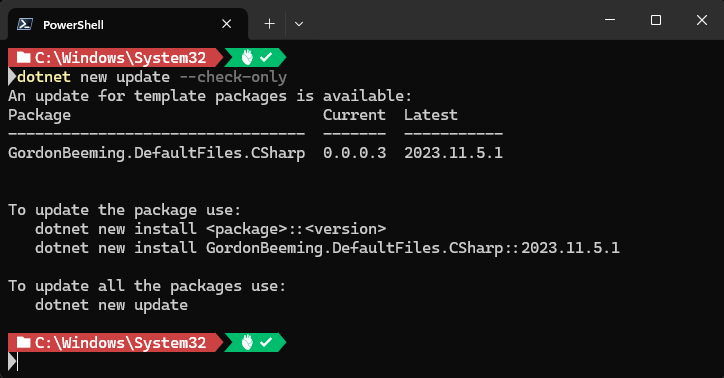 PowerShell
C:\Windows\System32
dotnet new update --check-only
An update for template packages is available:
Package Current Latest
--------------------------------- ------- -----------
GordonBeeming.DefaultFiles.CSharp 0.0.0.3 2023.11.5.1
To update the package use:
dotnet new install <package>::<version>
dotnet new install GordonBeeming.DefaultFiles.CSharp::2023.11.5.1
To update all the packages use:
dotnet new update
C:\Windows\System32